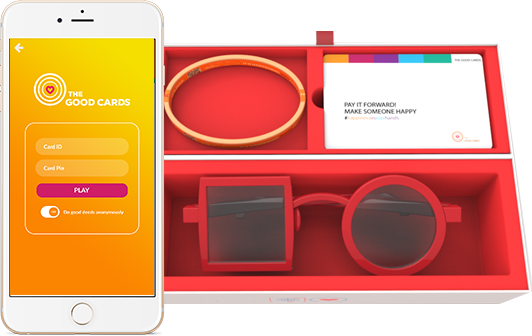 THE
GOOD CARDS
Card ID
Card Pin
PLAY
Do good deeds anonymously
THE GOOD CARDS
PAY IT FORWARD!
MAKE SOMEONE HAPPY